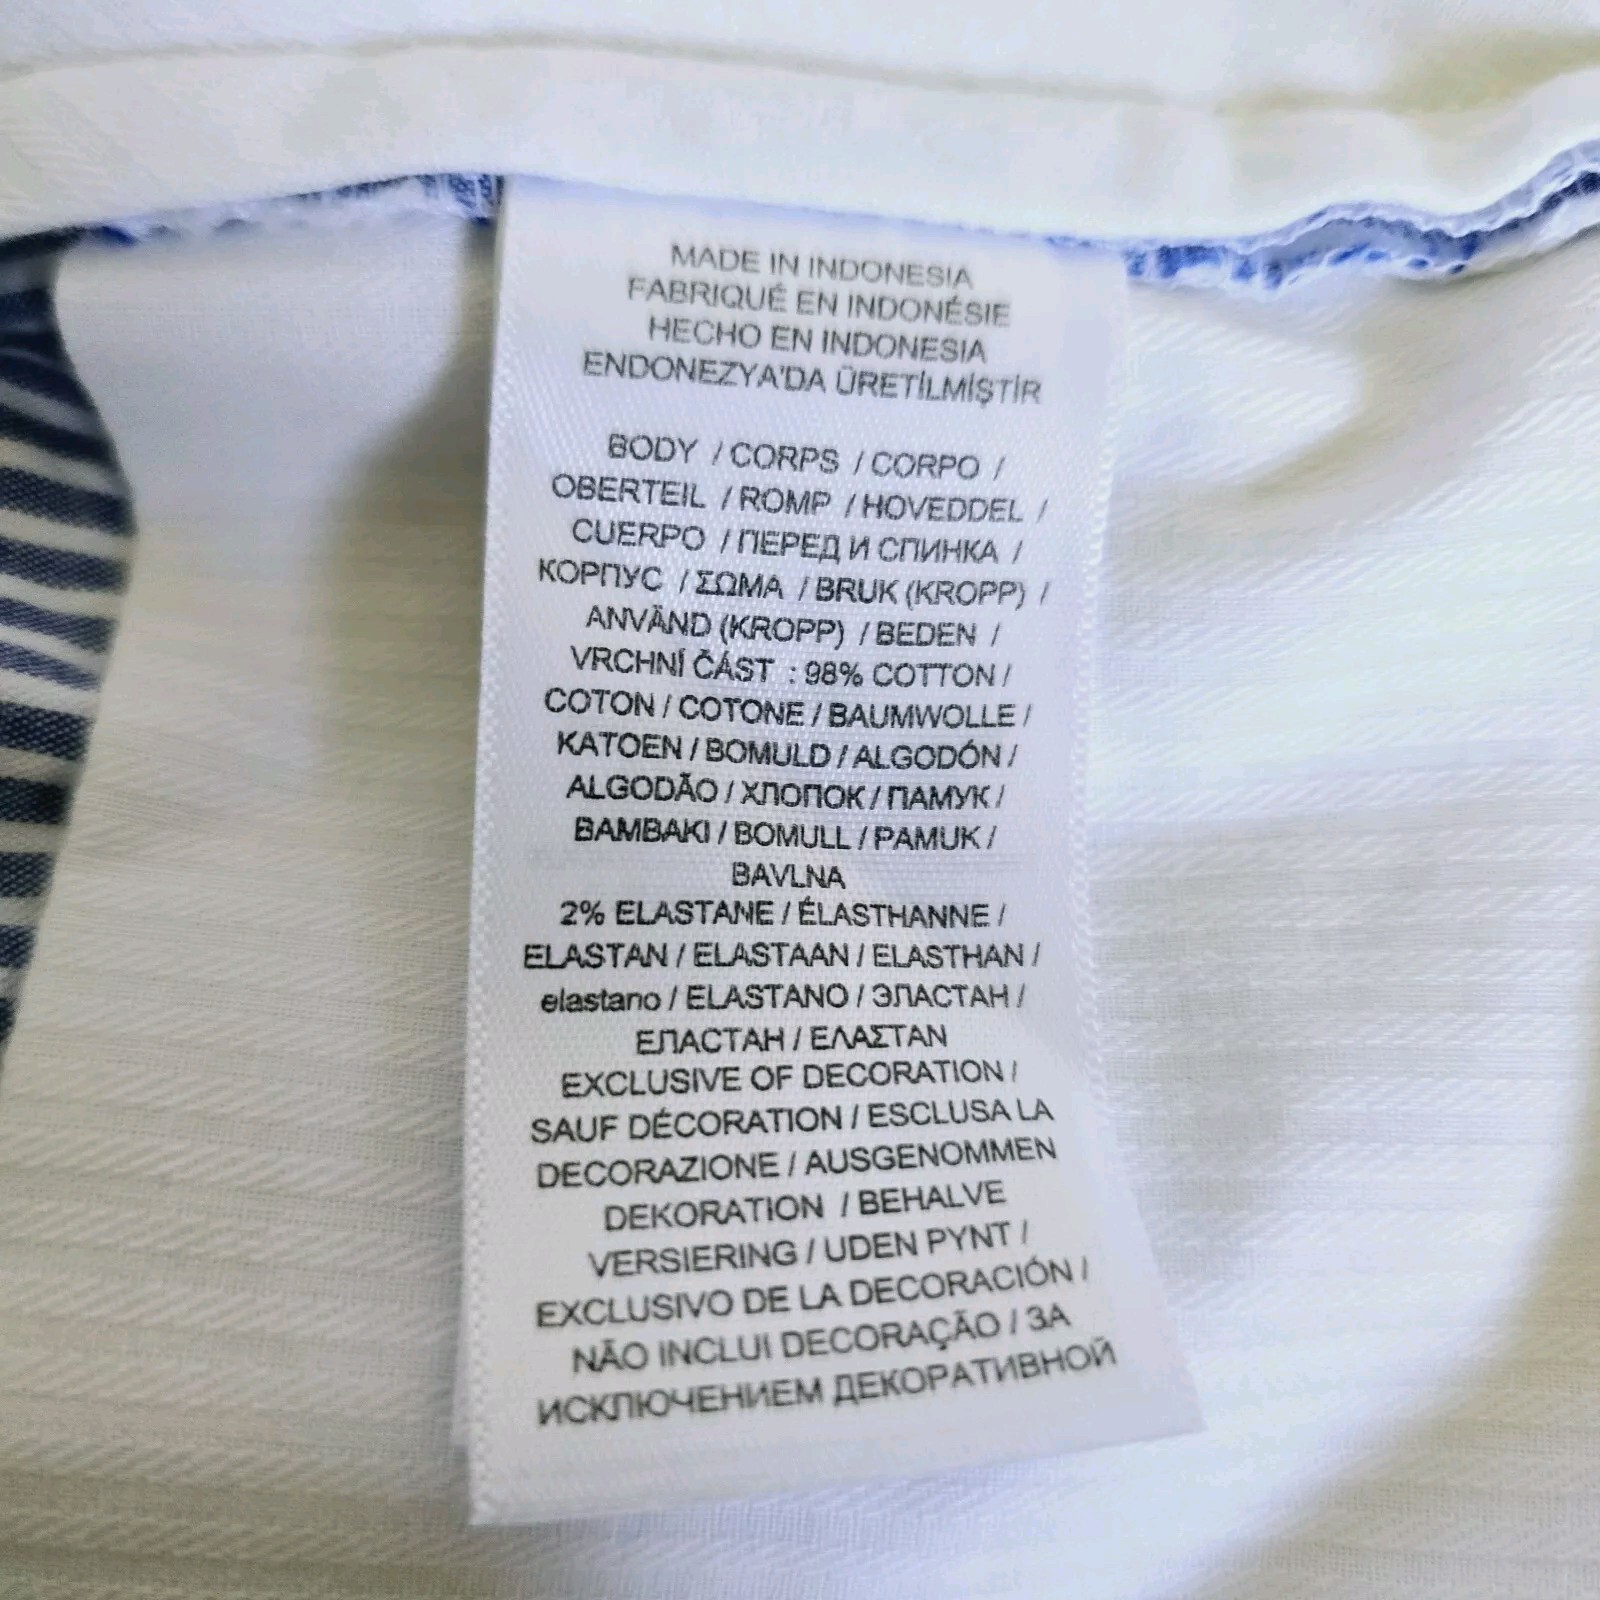 MADE IN INDONESIA
FABRIQUÉ EN INDONÉSIE
HECHO EN INDONESIA
ENDONEZYA'DA ÜRETİLMİŞTİR
BODY / CORPS / CORPO /
OBERTEIL / ROMP / HOVEDDEL /
CUERPO / ПЕРЕД И СПИНКА /
КОРПУС / ΣΩΜΑ / BRUK (KROPP) /
ANVÄND (KROPP) / BEDEN /
VRCHNÍ ČÁST : 98% COTTON /
COTON / COTONE / BAUMWOLLE /
KATOEN / BOMULD / ALGODÓN /
ALGODÃO / ХЛОПОК / ПАМУК /
BAMBAKI / BOMULL / PAMUK /
BAVLNA
2% ELASTANE / ÉLASTHANNE /
ELASTAN / ELASTAAN / ELASTHAN /
elastano / ELASTANO / ЭЛАСТАН /
ЕЛАСТАН / ΕΛΑΣΤΑΝ
EXCLUSIVE OF DECORATION /
SAUF DÉCORATION / ESCLUSA LA
DECORAZIONE / AUSGENOMMEN
DEKORATION / BEHALVE
VERSIERING / UDEN PYNT /
EXCLUSIVO DE LA DECORACIÓN /
NÃO INCLUI DECORAÇÃO / ЗА
ИСКЛЮЧЕНИЕМ ДЕКОРАТИВНОЙ